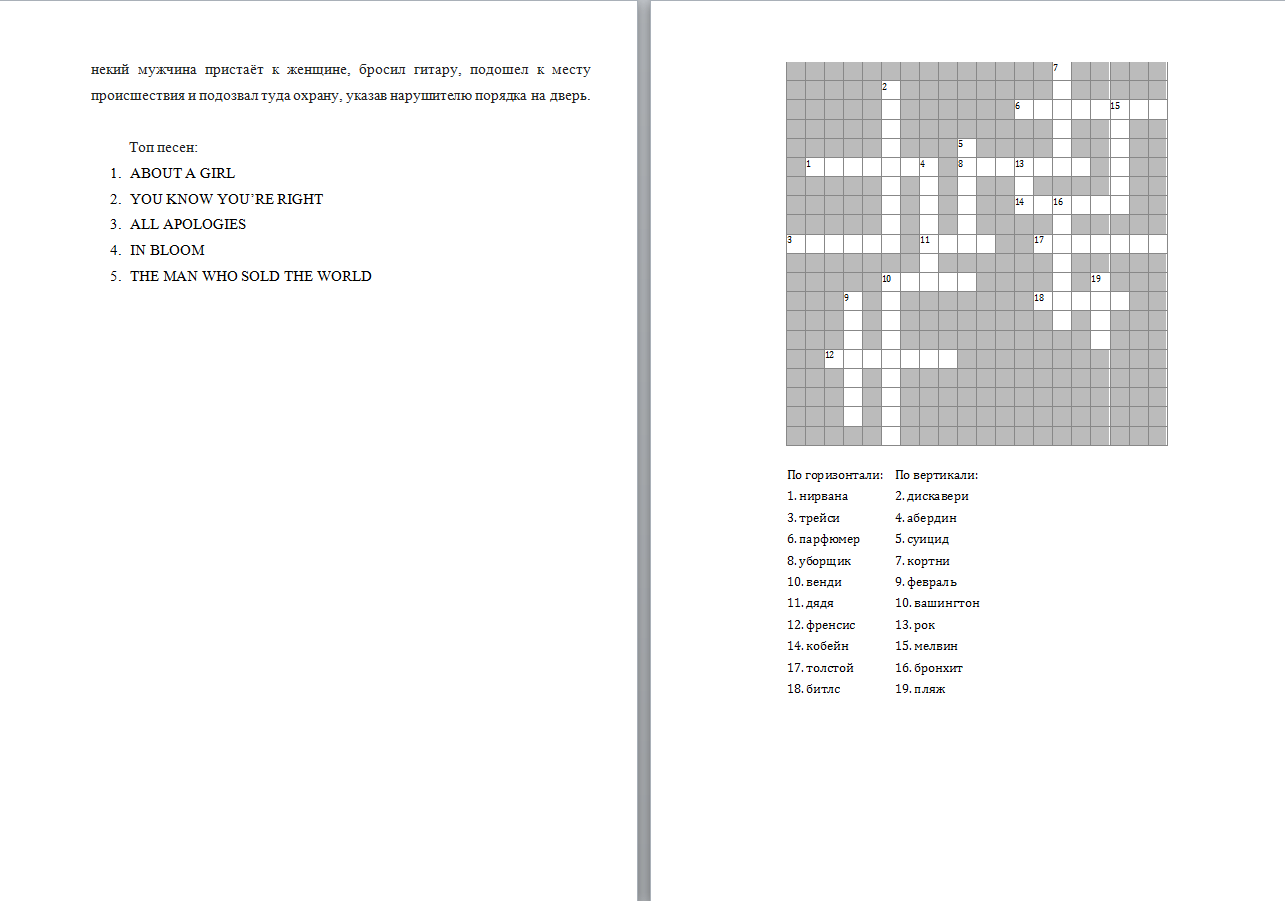 некий мужчина пристаёт к женщине, бросил гитару, подошел к месту
происшествия и подозвал туда охрану, указав нарушителю порядка на дверь.
Топ песен:
1. ABOUT A GIRL
2. YOU KNOW YOU’RE RIGHT
3. ALL APOLOGIES
4. IN BLOOM
5. THE MAN WHO SOLD THE WORLD
7
2
6 15
5
1 4 8 13
14 16
3 11 17
10 19
9 18
12
По горизонтали: По вертикали:
1. нирвана 2. дискавери
3. трейси 4. абердин
6. парфюмер 5. суицид
8. уборщик 7. кортни
10. венди 9. февраль
11. дядя 10. вашингтон
12. френсис 13. рок
14. кобейн 15. мелвин
17. толстой 16. бронхит
18. битлс 19. пляж